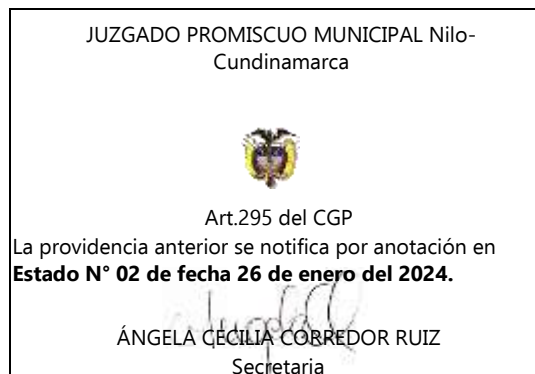 JUZGADO PROMISCUO MUNICIPAL Nilo-
Cundinamarca
Art.295 del CGP
La providencia anterior se notifica por anotación en
Estado N° 02 de fecha 26 de enero del 2024.
ÁNGELA CECILIA CORREDOR RUIZ
Secretaria